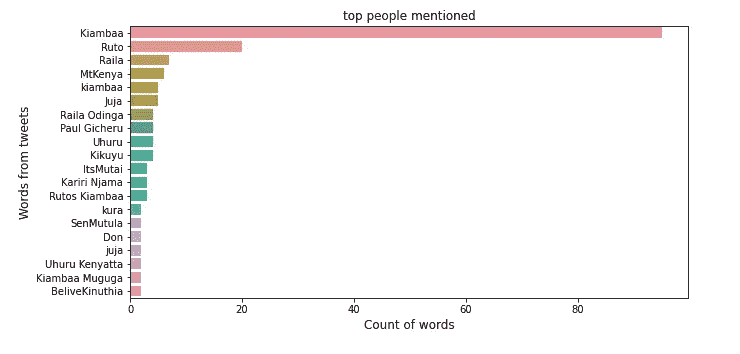 top people mentioned
Kiambaa
Ruto
Raila
MtKenya
kiambaa
Juja
Raila Odinga
Paul Gicheru
Uhuru
Kikuyu
ItsMutai
Kariri Njama
Rutos Kiambaa
kura
SenMutula
Don
juja
Uhuru Kenyatta
Kiambaa Muguga
BeliveKinuthia
Words from tweets
0 20 40 60 80
Count of words